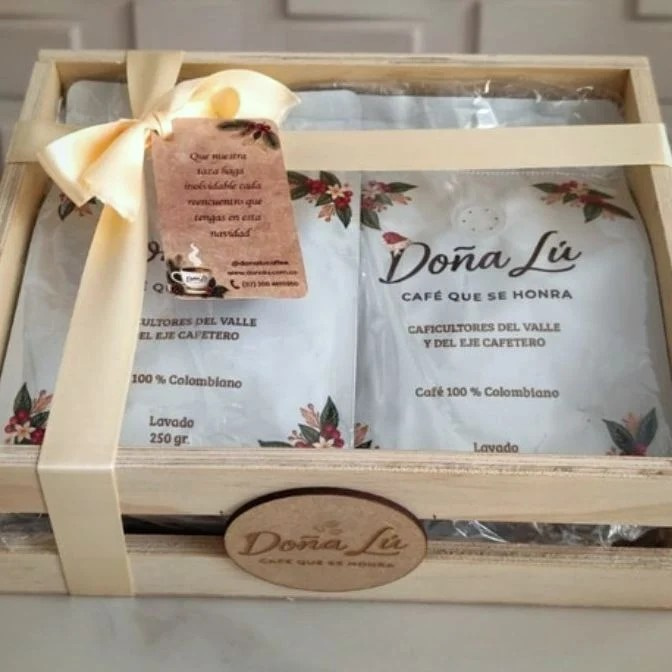 Que nuestra
taza haga
inolvidable cada
reencuentro que
tengas en esta
navidad
@donalucoffee
CULTORES DEL VALLE
EL EJE CAFETERO
100 % Colombiano
Lavado
250 gr.
Doña Lú
CAFÉ QUE SE HONRA
CAFICULTORES DEL VALLE
Y DEL EJE CAFETERO
Café 100 % Colombiano
Lavado
Doña Lú
CAFÉ QUE SE HONRA